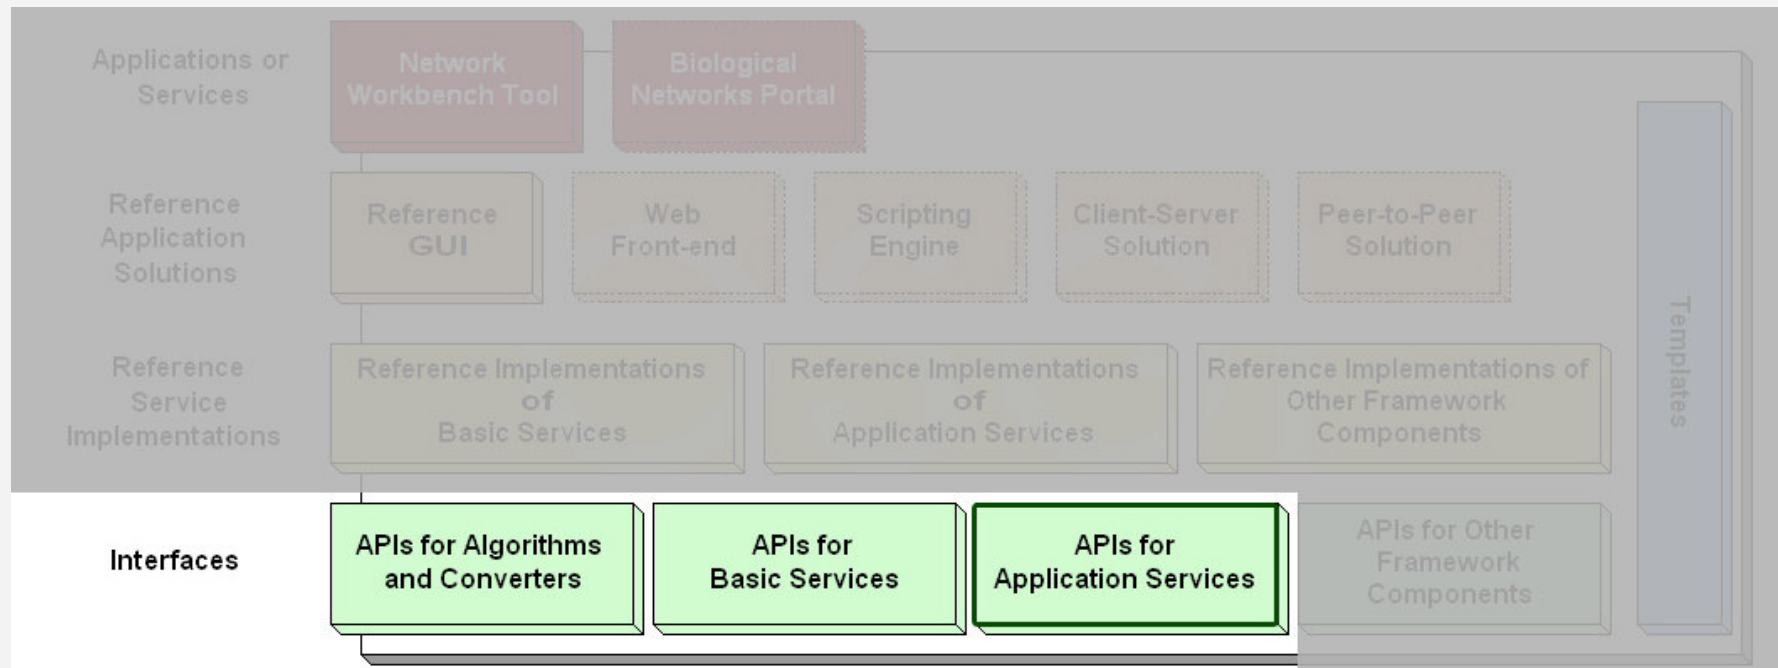 Applications or
Services
Network
Workbench Tool
Biological
Networks Portal
Reference
Application
Solutions
Reference
GUI
Web
Front-end
Scripting
Engine
Client-Server
Solution
Peer-to-Peer
Solution
Templates
Reference
Service
Implementations
Reference Implementations
of
Basic Services
Reference Implementations
of
Application Services
Reference Implementations of
Other Framework
Components
Interfaces
APIs for Algorithms
and Converters
APIs for
Basic Services
APIs for
Application Services
APIs for Other
Framework
Components